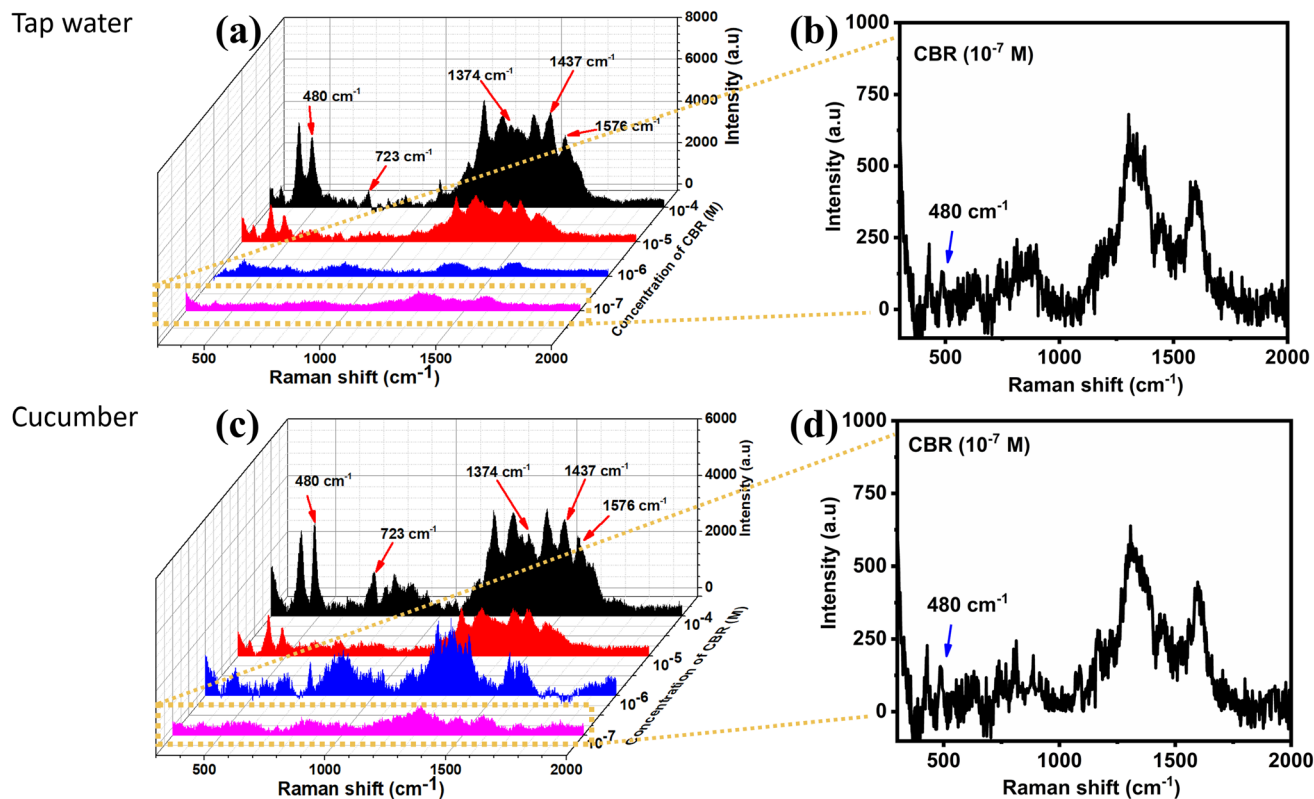 Tap water
(a)
8000
6000
4000
2000
0
Intensity (a.u)
480 cm⁻¹
723 cm⁻¹
1374 cm⁻¹
1437 cm⁻¹
1576 cm⁻¹
10⁻⁴
10⁻⁵
10⁻⁶
10⁻⁷
Concentration of CBR (M)
500 1000 1500 2000
Raman shift (cm⁻¹)
(b)
CBR (10⁻⁷ M)
1000
750
500
250
0
Intensity (a.u)
480 cm⁻¹
500 1000 1500 2000
Raman shift (cm⁻¹)
Cucumber
(c)
6000
4000
2000
0
Intensity (a.u)
480 cm⁻¹
723 cm⁻¹
1374 cm⁻¹
1437 cm⁻¹
1576 cm⁻¹
10⁻⁴
10⁻⁵
10⁻⁶
10⁻⁷
Concentration of CBR (M)
500 1000 1500 2000
Raman shift (cm⁻¹)
(d)
CBR (10⁻⁷ M)
1000
750
500
250
0
Intensity (a.u)
480 cm⁻¹
500 1000 1500 2000
Raman shift (cm⁻¹)